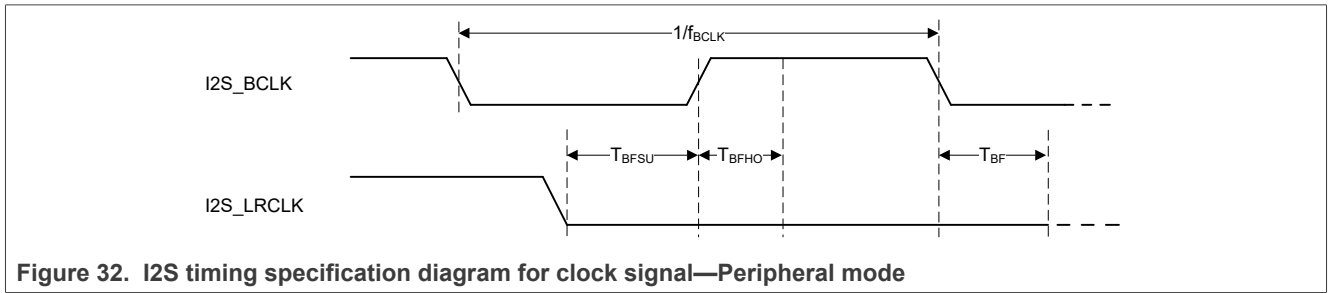 1/fBCLK
I2S_BCLK
TBFSU
TBFHO
TBF
I2S_LRCLK
Figure 32. I2S timing specification diagram for clock signal—Peripheral mode